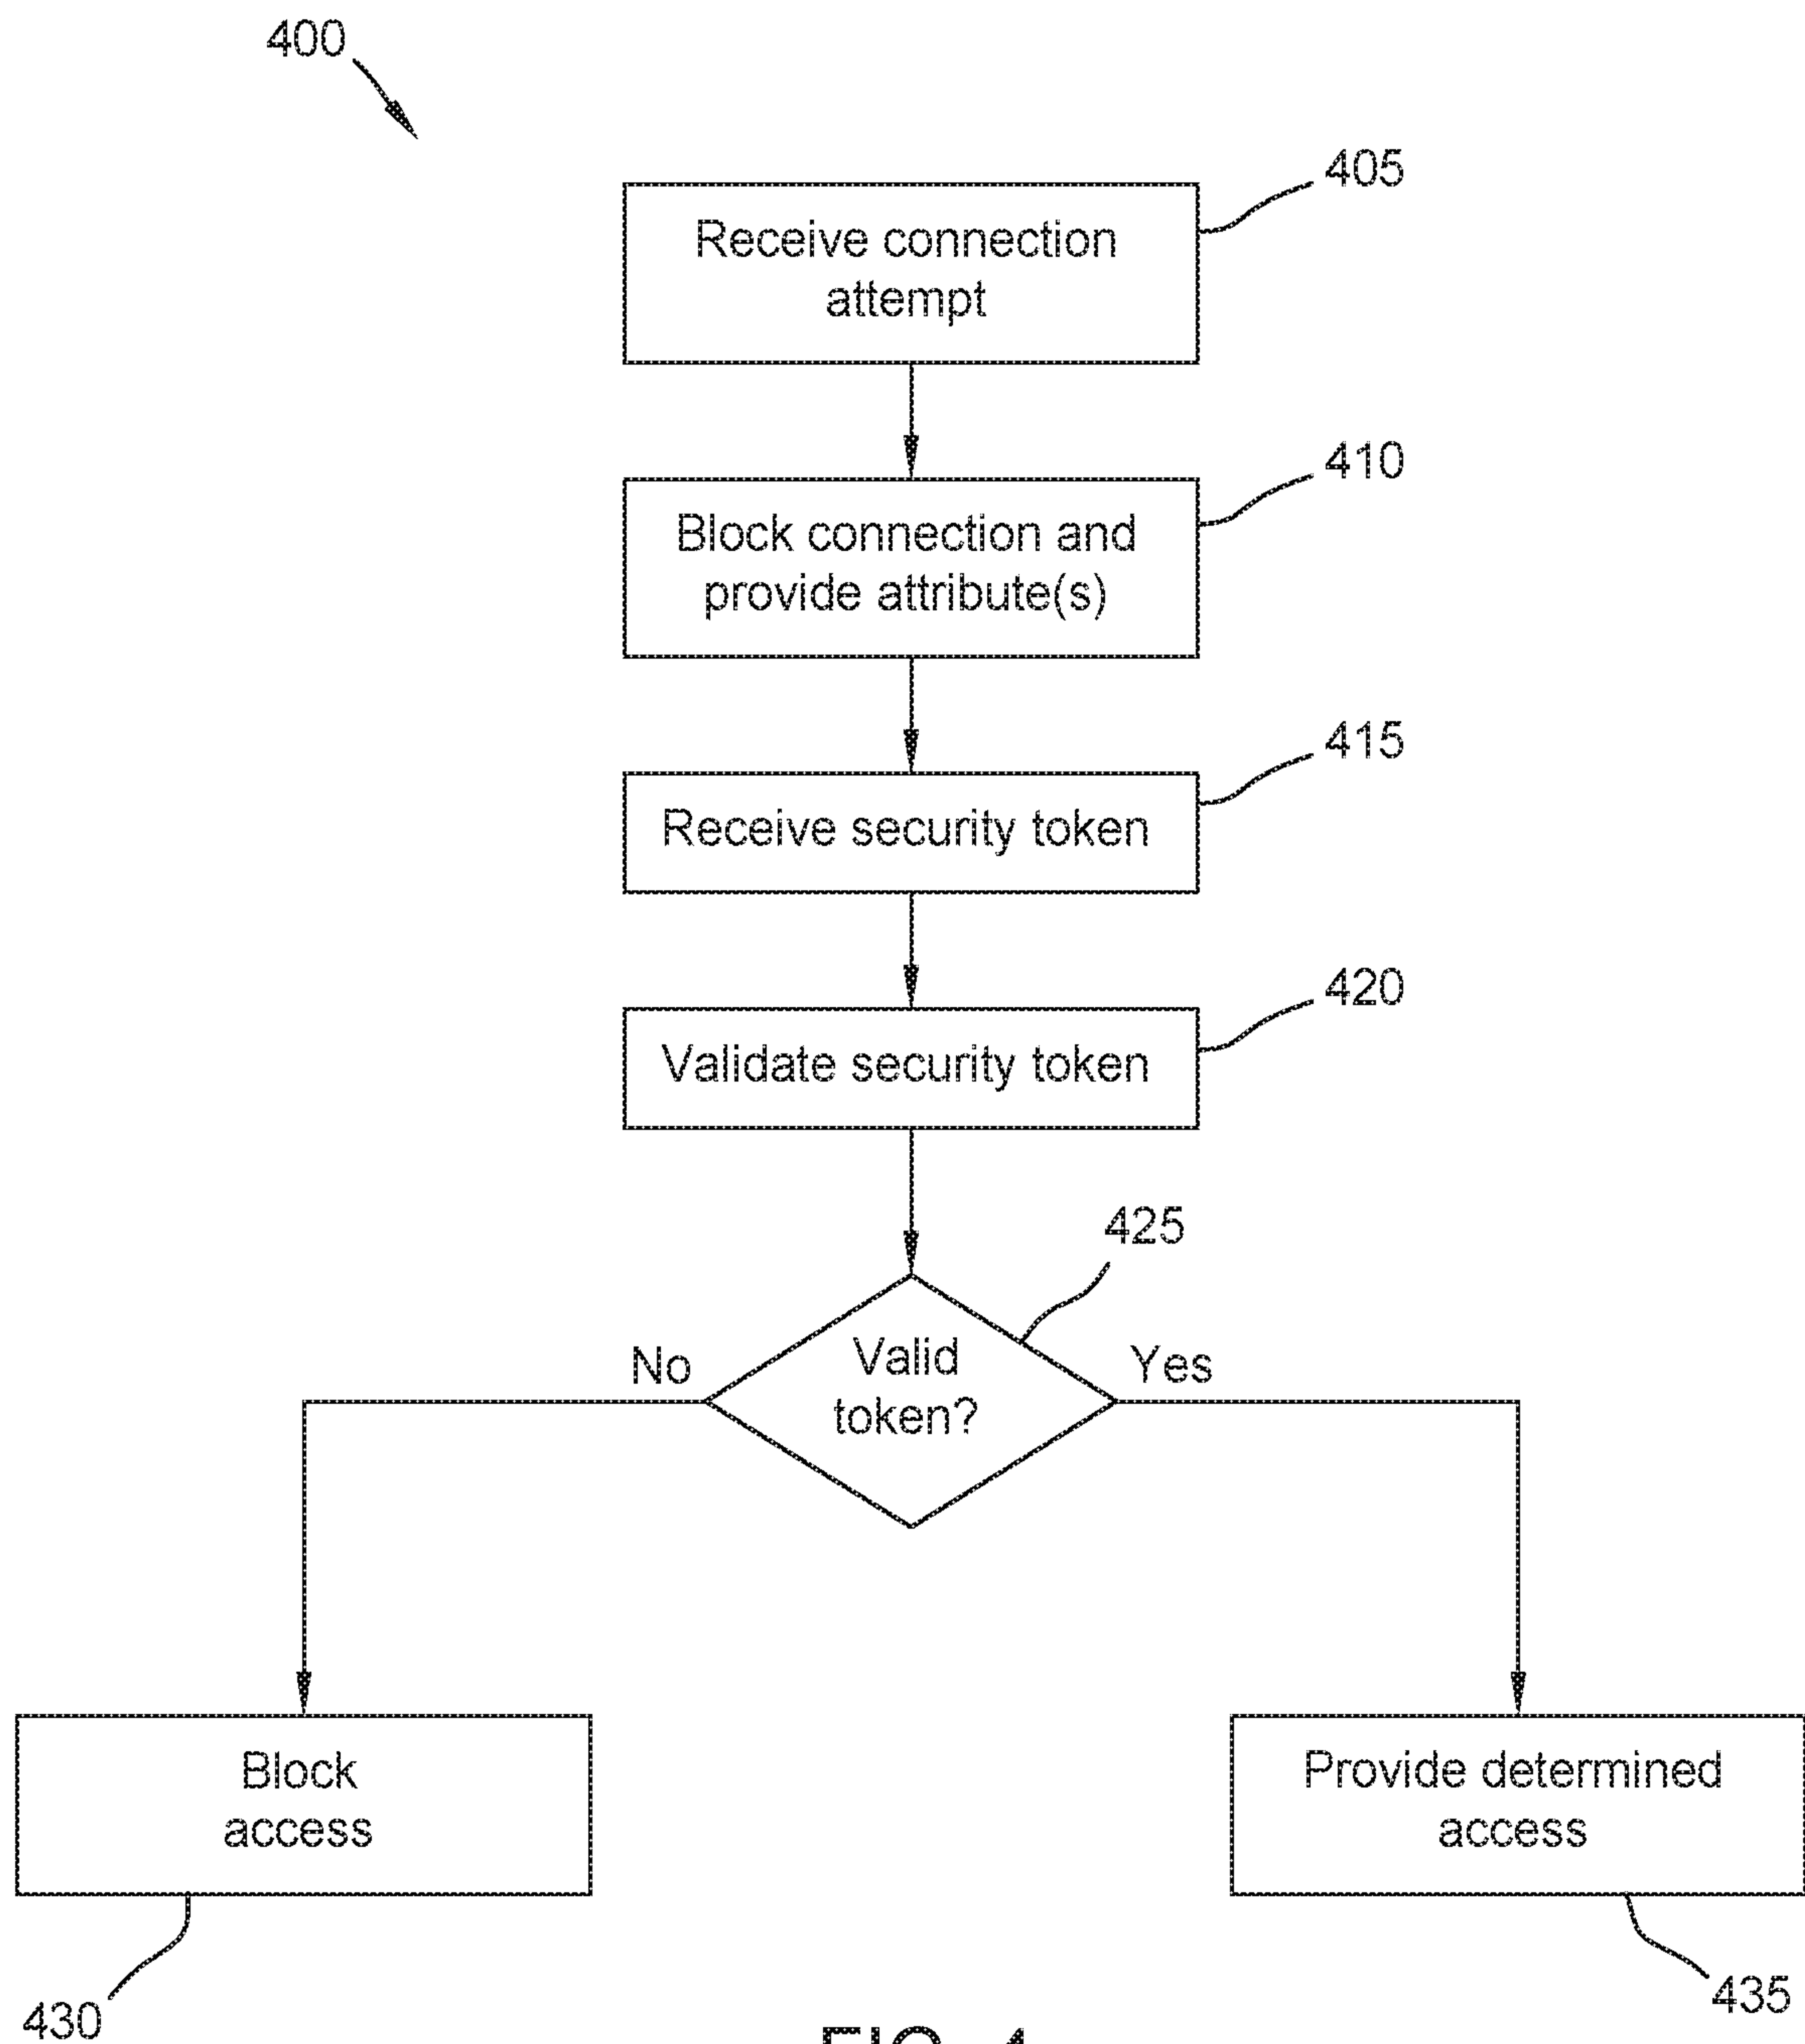 400
405
Receive connection
attempt
410
Block connection and
provide attribute(s)
415
Receive security token
420
Validate security token
425
No
Valid
token?
Yes
Block
access
Provide determined
access
430
435